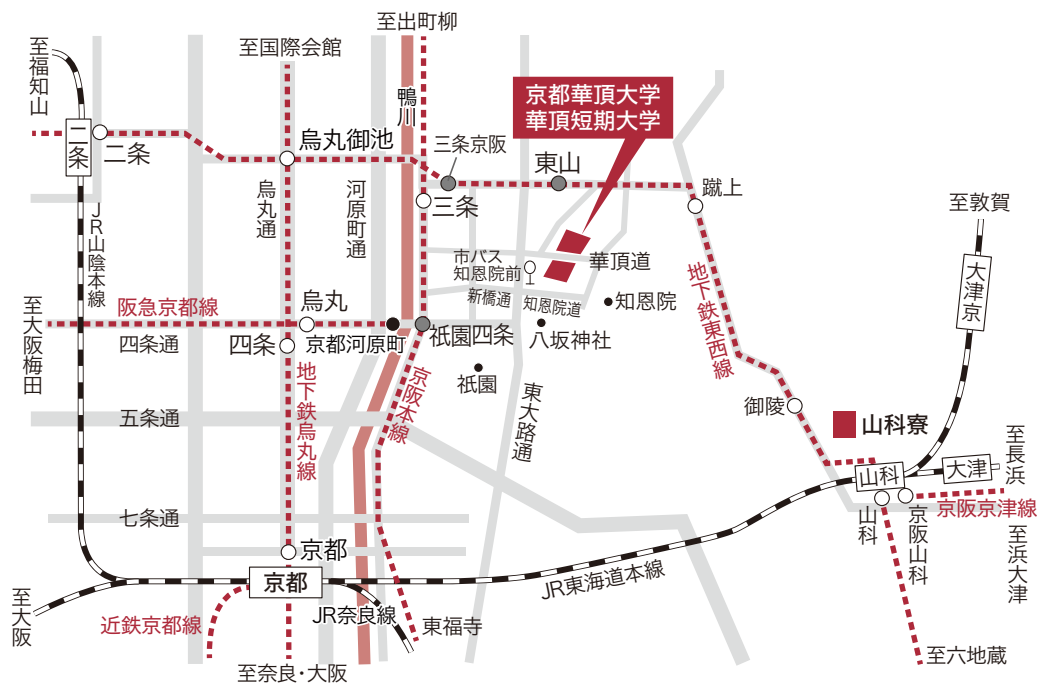 至出町柳
至国際会館
至福知山
鴨川
京都華頂大学
華頂短期大学
二条
二条
烏丸御池
三条京阪
東山
蹴上
烏丸通
河原町通
三条
至敦賀
JR山陰本線
市バス
知恩院前
華頂道
大津京
新橋通
知恩院道
知恩院
地下鉄東西線
至大阪梅田
阪急京都線
烏丸
四条通
四条
京都河原町
祇園四条
八坂神社
祇園
地下鉄烏丸線
京阪本線
東大路通
御陵
五条通
山科寮
至長浜
山科
大津
七条通
山科
京阪山科
京阪京津線
至浜大津
京都
京都
JR東海道本線
至大阪
近鉄京都線
JR奈良線
東福寺
至奈良・大阪
至六地蔵